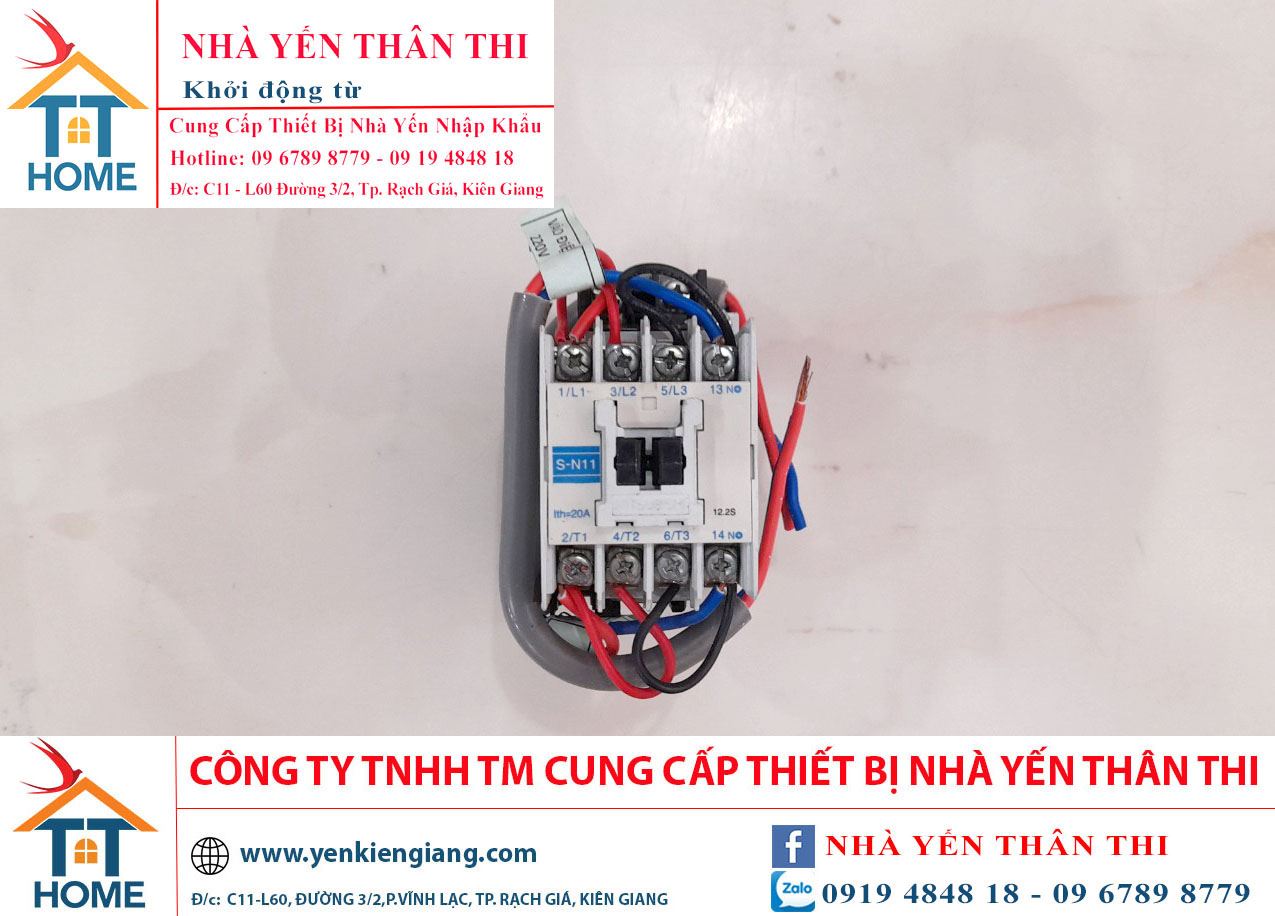 NHÀ YẾN THÂN THI
Khởi động từ
Cung Cấp Thiết Bị Nhà Yến Nhập Khẩu
Hotline: 09 6789 8779 - 09 19 4848 18
Đ/c: C11 - L60 Đường 3/2, Tp. Rạch Giá, Kiên Giang
TT
HOME
VÀO ĐIỆ
220V
1/L1 3/L2 5/L3 13 NO
S-N11
Ith=20A
12.2S
2/T1 4/T2 6/T3 14 NO
CÔNG TY TNHH TM CUNG CẤP THIẾT BỊ NHÀ YẾN THÂN THI
TT
HOME
www.yenkiengiang.com
Đ/c: C11-L60, ĐƯỜNG 3/2,P.VĨNH LẠC, TP. RẠCH GIÁ, KIÊN GIANG
f NHÀ YẾN THÂN THI
Zalo 0919 4848 18 - 09 6789 8779